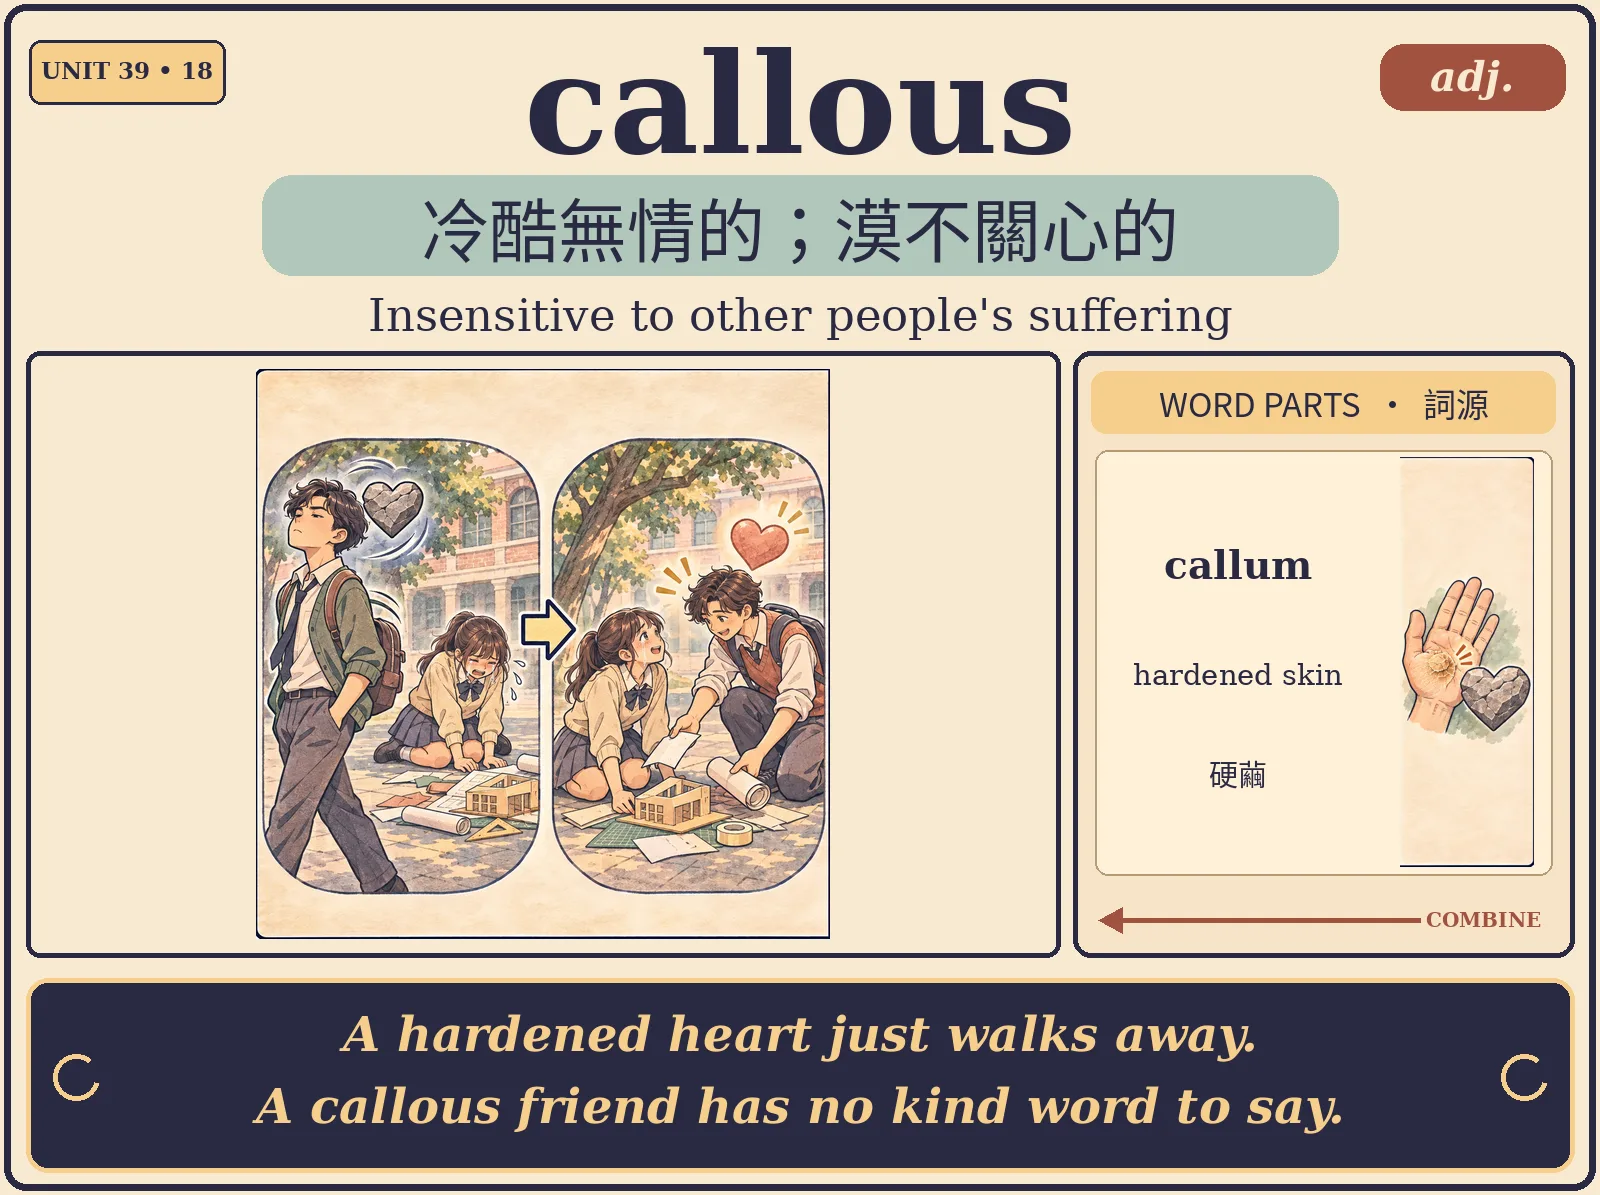 UNIT 39 • 18
callous
adj.
冷酷無情的；漠不關心的
Insensitive to other people's suffering
WORD PARTS • 詞源
callum
hardened skin
硬繭
COMBINE
A hardened heart just walks away.
A callous friend has no kind word to say.